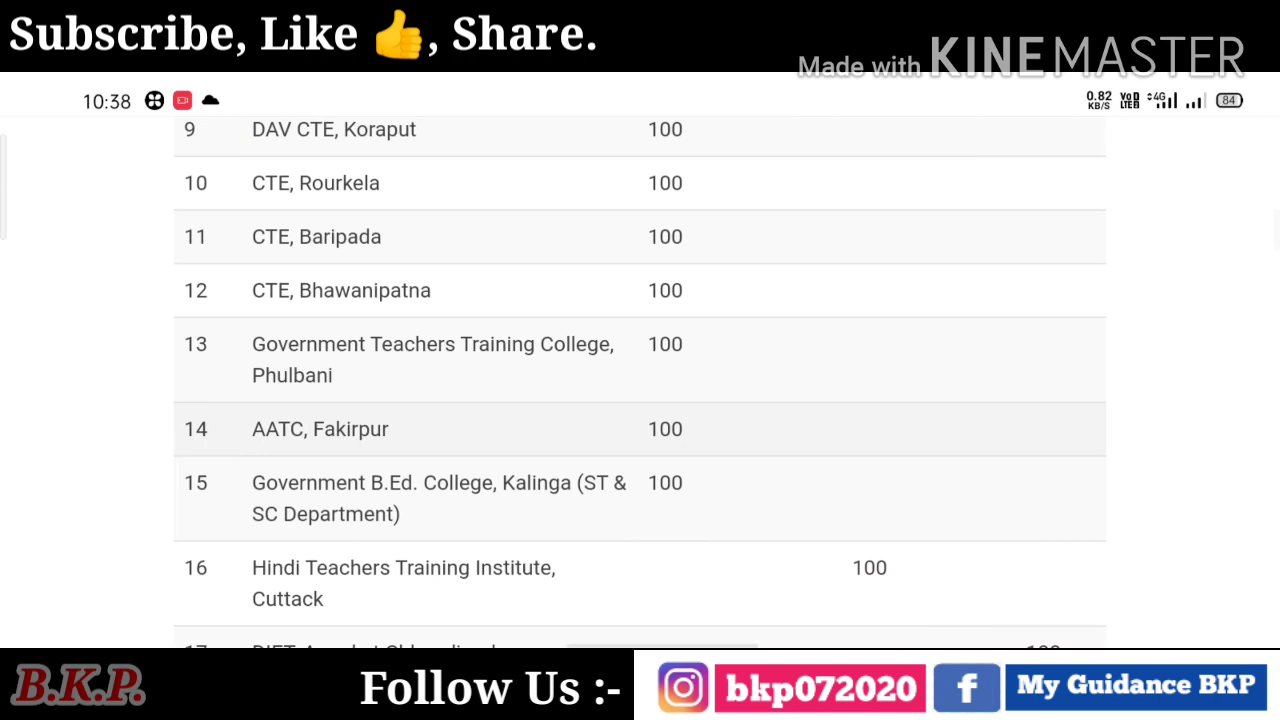 Subscribe, Like 👍, Share.
Made with KINEMASTER
10:38
0.82 KB/S VoD LTE 4G 84
9 DAV CTE, Koraput 100
10 CTE, Rourkela 100
11 CTE, Baripada 100
12 CTE, Bhawanipatna 100
13 Government Teachers Training College, 100
Phulbani
14 AATC, Fakirpur 100
15 Government B.Ed. College, Kalinga (ST & 100
SC Department)
16 Hindi Teachers Training Institute, 100
Cuttack
B.K.P. Follow Us :- bkp072020 f My Guidance BKP